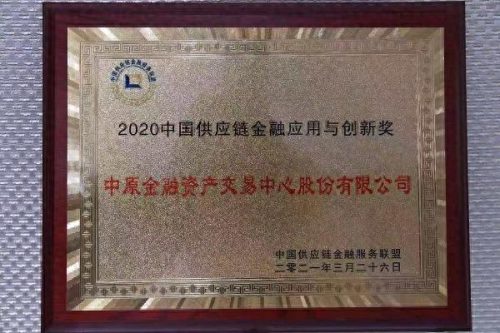 2020中国供应链金融应用与创新奖
中原金融资产交易中心股份有限公司
中国供应链金融服务联盟
二零二一年三月二十六日